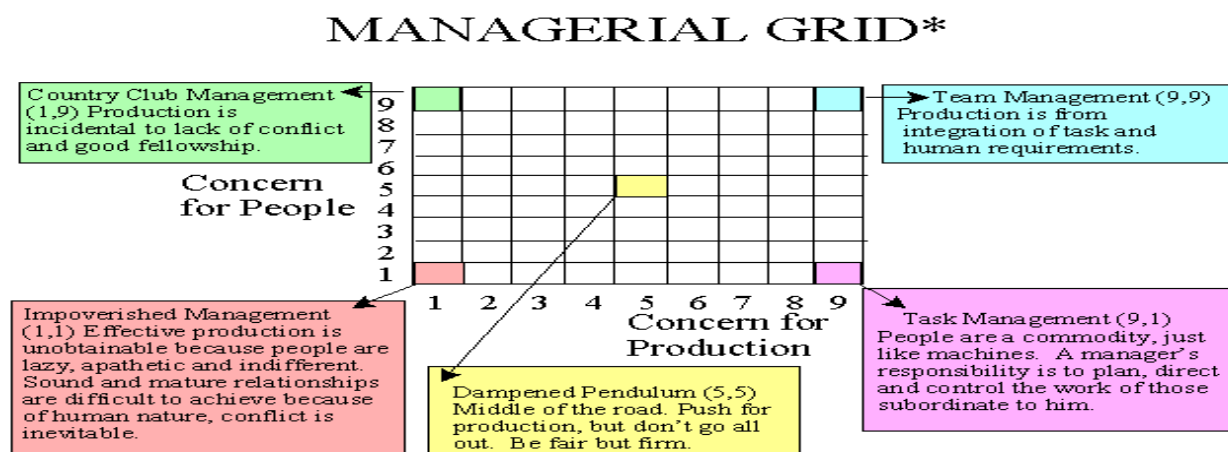 MANAGERIAL GRID*
Country Club Management
(1,9) Production is
incidental to lack of conflict
and good fellowship.
Team Management (9,9)
Production is from
integration of task and
human requirements.
Concern
for People
9
8
7
6
5
4
3
2
1
1 2 3 4 5 6 7 8 9
Concern for
Production
Impoverished Management
(1,1) Effective production is
unobtainable because people are
lazy, apathetic and indifferent.
Sound and mature relationships
are difficult to achieve because
of human nature, conflict is
inevitable.
Dampened Pendulum (5,5)
Middle of the road. Push for
production, but don't go all
out. Be fair but firm.
Task Management (9,1)
People are a commodity, just
like machines. A manager's
responsibility is to plan, direct
and control the work of those
subordinate to him.